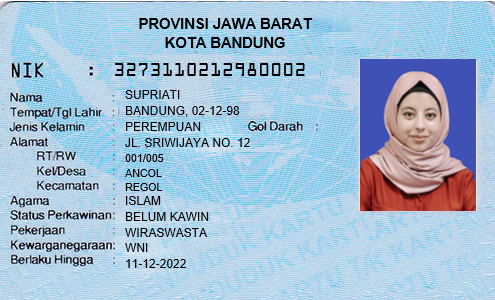 PROVINSI JAWA BARAT
KOTA BANDUNG
NIK : 3273110212980002
Nama : SUPRIATI
Tempat/Tgl Lahir : BANDUNG, 02-12-98
Jenis Kelamin : PEREMPUAN Gol Darah :
Alamat : JL. SRIWIJAYA NO. 12
RT/RW : 001/005
Kel/Desa : ANCOL
Kecamatan : REGOL
Agama : ISLAM
Status Perkawinan: BELUM KAWIN
Pekerjaan : WIRASWASTA
Kewarganegaraan: WNI
Berlaku Hingga : 11-12-2022